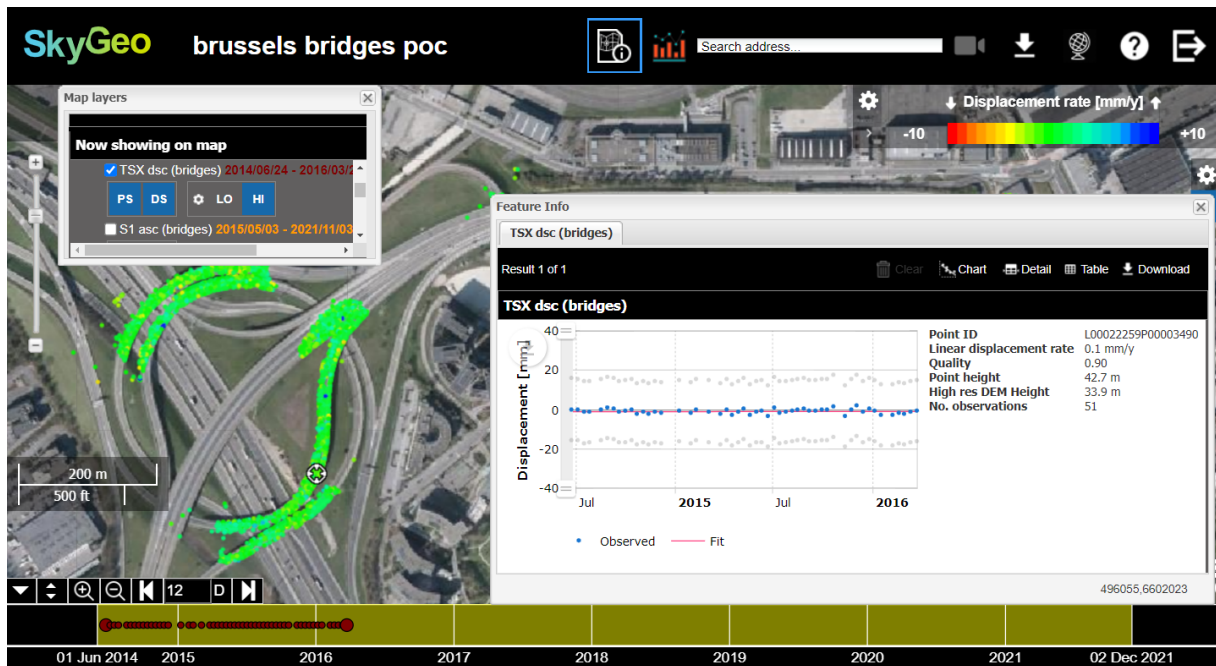 SkyGeo
brussels bridges poc
Search address...
Map layers
Now showing on map
TSX dsc (bridges) 2014/06/24 - 2016/03/2
PS DS LO HI
S1 asc (bridges) 2015/05/03 - 2021/11/03
Displacement rate [mm/y]
-10 +10
Feature Info
TSX dsc (bridges)
Result 1 of 1
Clear Chart Detail Table Download
TSX dsc (bridges)
Displacement [mm]
40
20
0
-20
-40
Jul 2015 Jul 2016
Observed Fit
Point ID L00022259P00003490
Linear displacement rate 0.1 mm/y
Quality 0.90
Point height 42.7 m
High res DEM Height 33.9 m
No. observations 51
496055,6602023
200 m
500 ft
12 D
01 Jun 2014 2015 2016 2017 2018 2019 2020 2021 02 Dec 2021